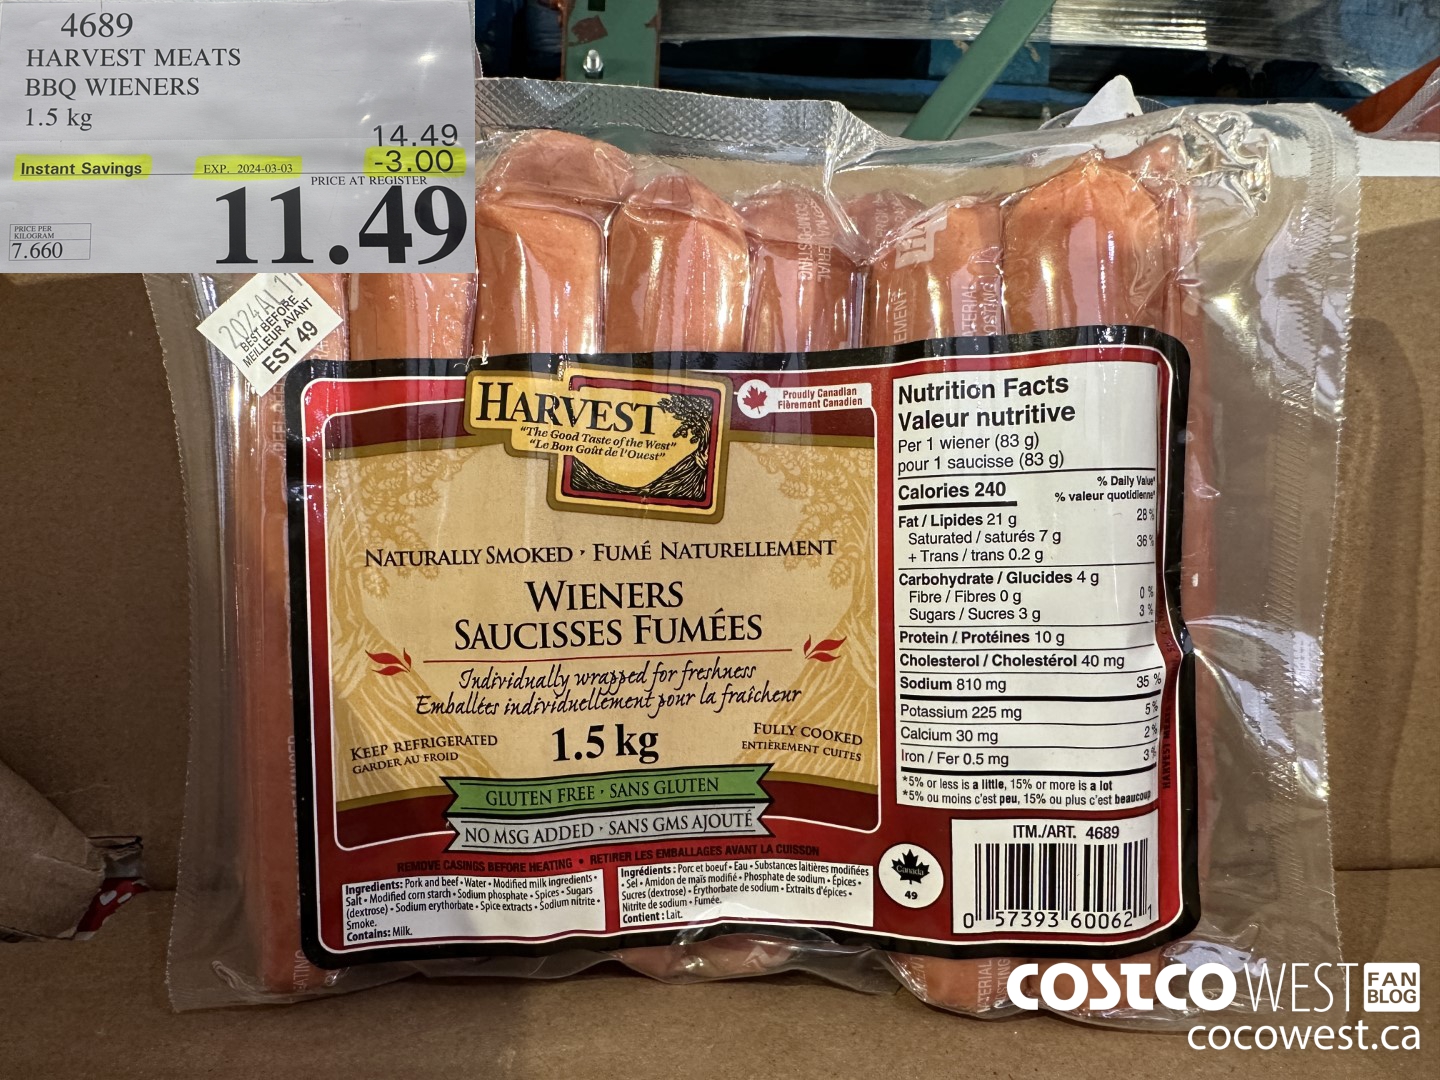 4689
HARVEST MEATS
BBQ WIENERS
1.5 kg
14.49
Instant Savings
EXP. 2024-03-03
-3.00
PRICE AT REGISTER
11.49
PRICE PER
KILOGRAM
7.660
BEST BEFORE
MEILLEUR AVANT
EST 49
HARVEST
"The Good Taste of the West"
"Le Bon Goût de l'Ouest"
Proudly Canadian
Fièrement Canadien
NATURALLY SMOKED · FUMÉ NATURELLEMENT
WIENERS
SAUCISSES FUMÉES
Individually wrapped for freshness
Emballées individuellement pour la fraîcheur
KEEP REFRIGERATED
GARDER AU FROID
1.5 kg
FULLY COOKED
ENTIÈREMENT CUITES
GLUTEN FREE · SANS GLUTEN
NO MSG ADDED · SANS GMS AJOUTÉ
REMOVE CASINGS BEFORE HEATING • RETIRER LES EMBALLAGES AVANT LA CUISSON
Ingredients: Pork and beef • Water • Modified milk ingredients •
Salt • Modified corn starch • Sodium phosphate • Spices • Sugars
(dextrose) • Sodium erythorbate • Spice extracts • Sodium nitrite •
Smoke.
Contains: Milk.
Ingrédients : Porc et boeuf • Eau • Substances laitières modifiées
• Sel • Amidon de maïs modifié • Phosphate de sodium • Épices •
Sucres (dextrose) • Érythorbate de sodium • Extraits d'épices •
Nitrite de sodium • Fumée.
Contient : Lait.
Nutrition Facts
Valeur nutritive
Per 1 wiener (83 g)
pour 1 saucisse (83 g)
Calories 240
% Daily Value*
% valeur quotidienne*
Fat / Lipides 21 g 28 %
Saturated / saturés 7 g
+ Trans / trans 0.2 g 36 %
Carbohydrate / Glucides 4 g
Fibre / Fibres 0 g 0 %
Sugars / Sucres 3 g 3 %
Protein / Protéines 10 g
Cholesterol / Cholestérol 40 mg
Sodium 810 mg 35 %
Potassium 225 mg 5 %
Calcium 30 mg 2 %
Iron / Fer 0.5 mg 3 %
*5% or less is a little, 15% or more is a lot
*5% ou moins c'est peu, 15% ou plus c'est beaucoup
Canada
49
ITM./ART. 4689
0 57393 60062 1
COSTCO WEST FAN BLOG
cocowest.ca